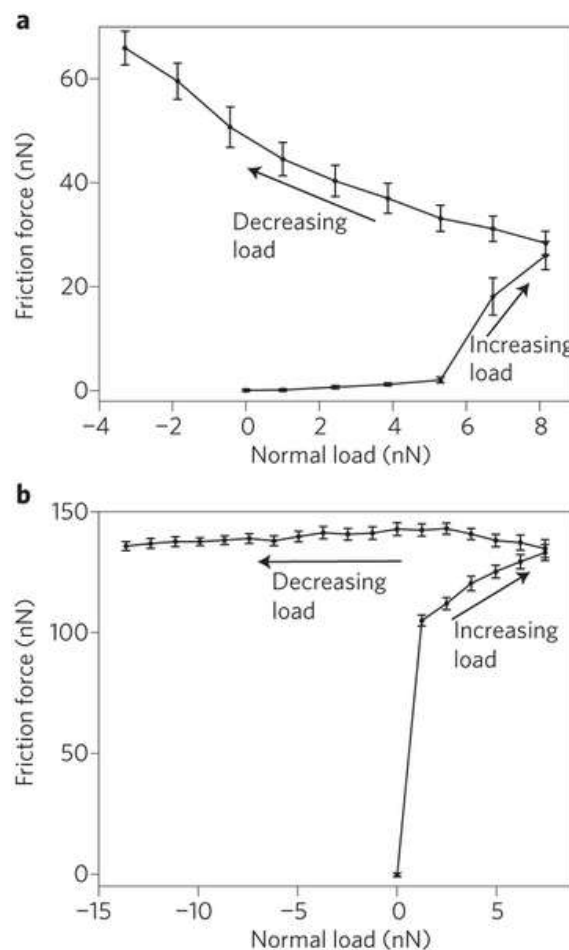 a
60
40
20
0
Friction force (nN)
Decreasing
load
Increasing
load
−4
−2
0
2
4
6
8
Normal load (nN)
b
150
100
50
0
Friction force (nN)
Decreasing
load
Increasing
load
−15
−10
−5
0
5
Normal load (nN)